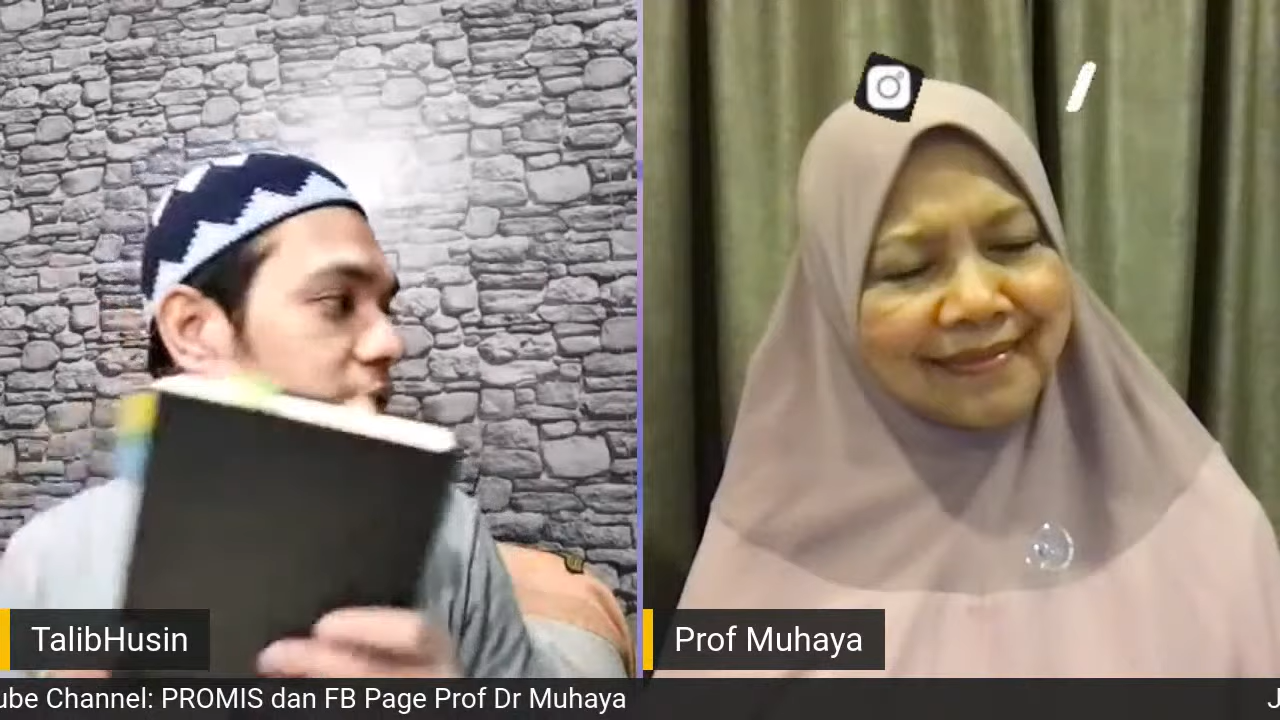 TalibHusin
Prof Muhaya
ube Channel: PROMIS dan FB Page Prof Dr Muhaya
J